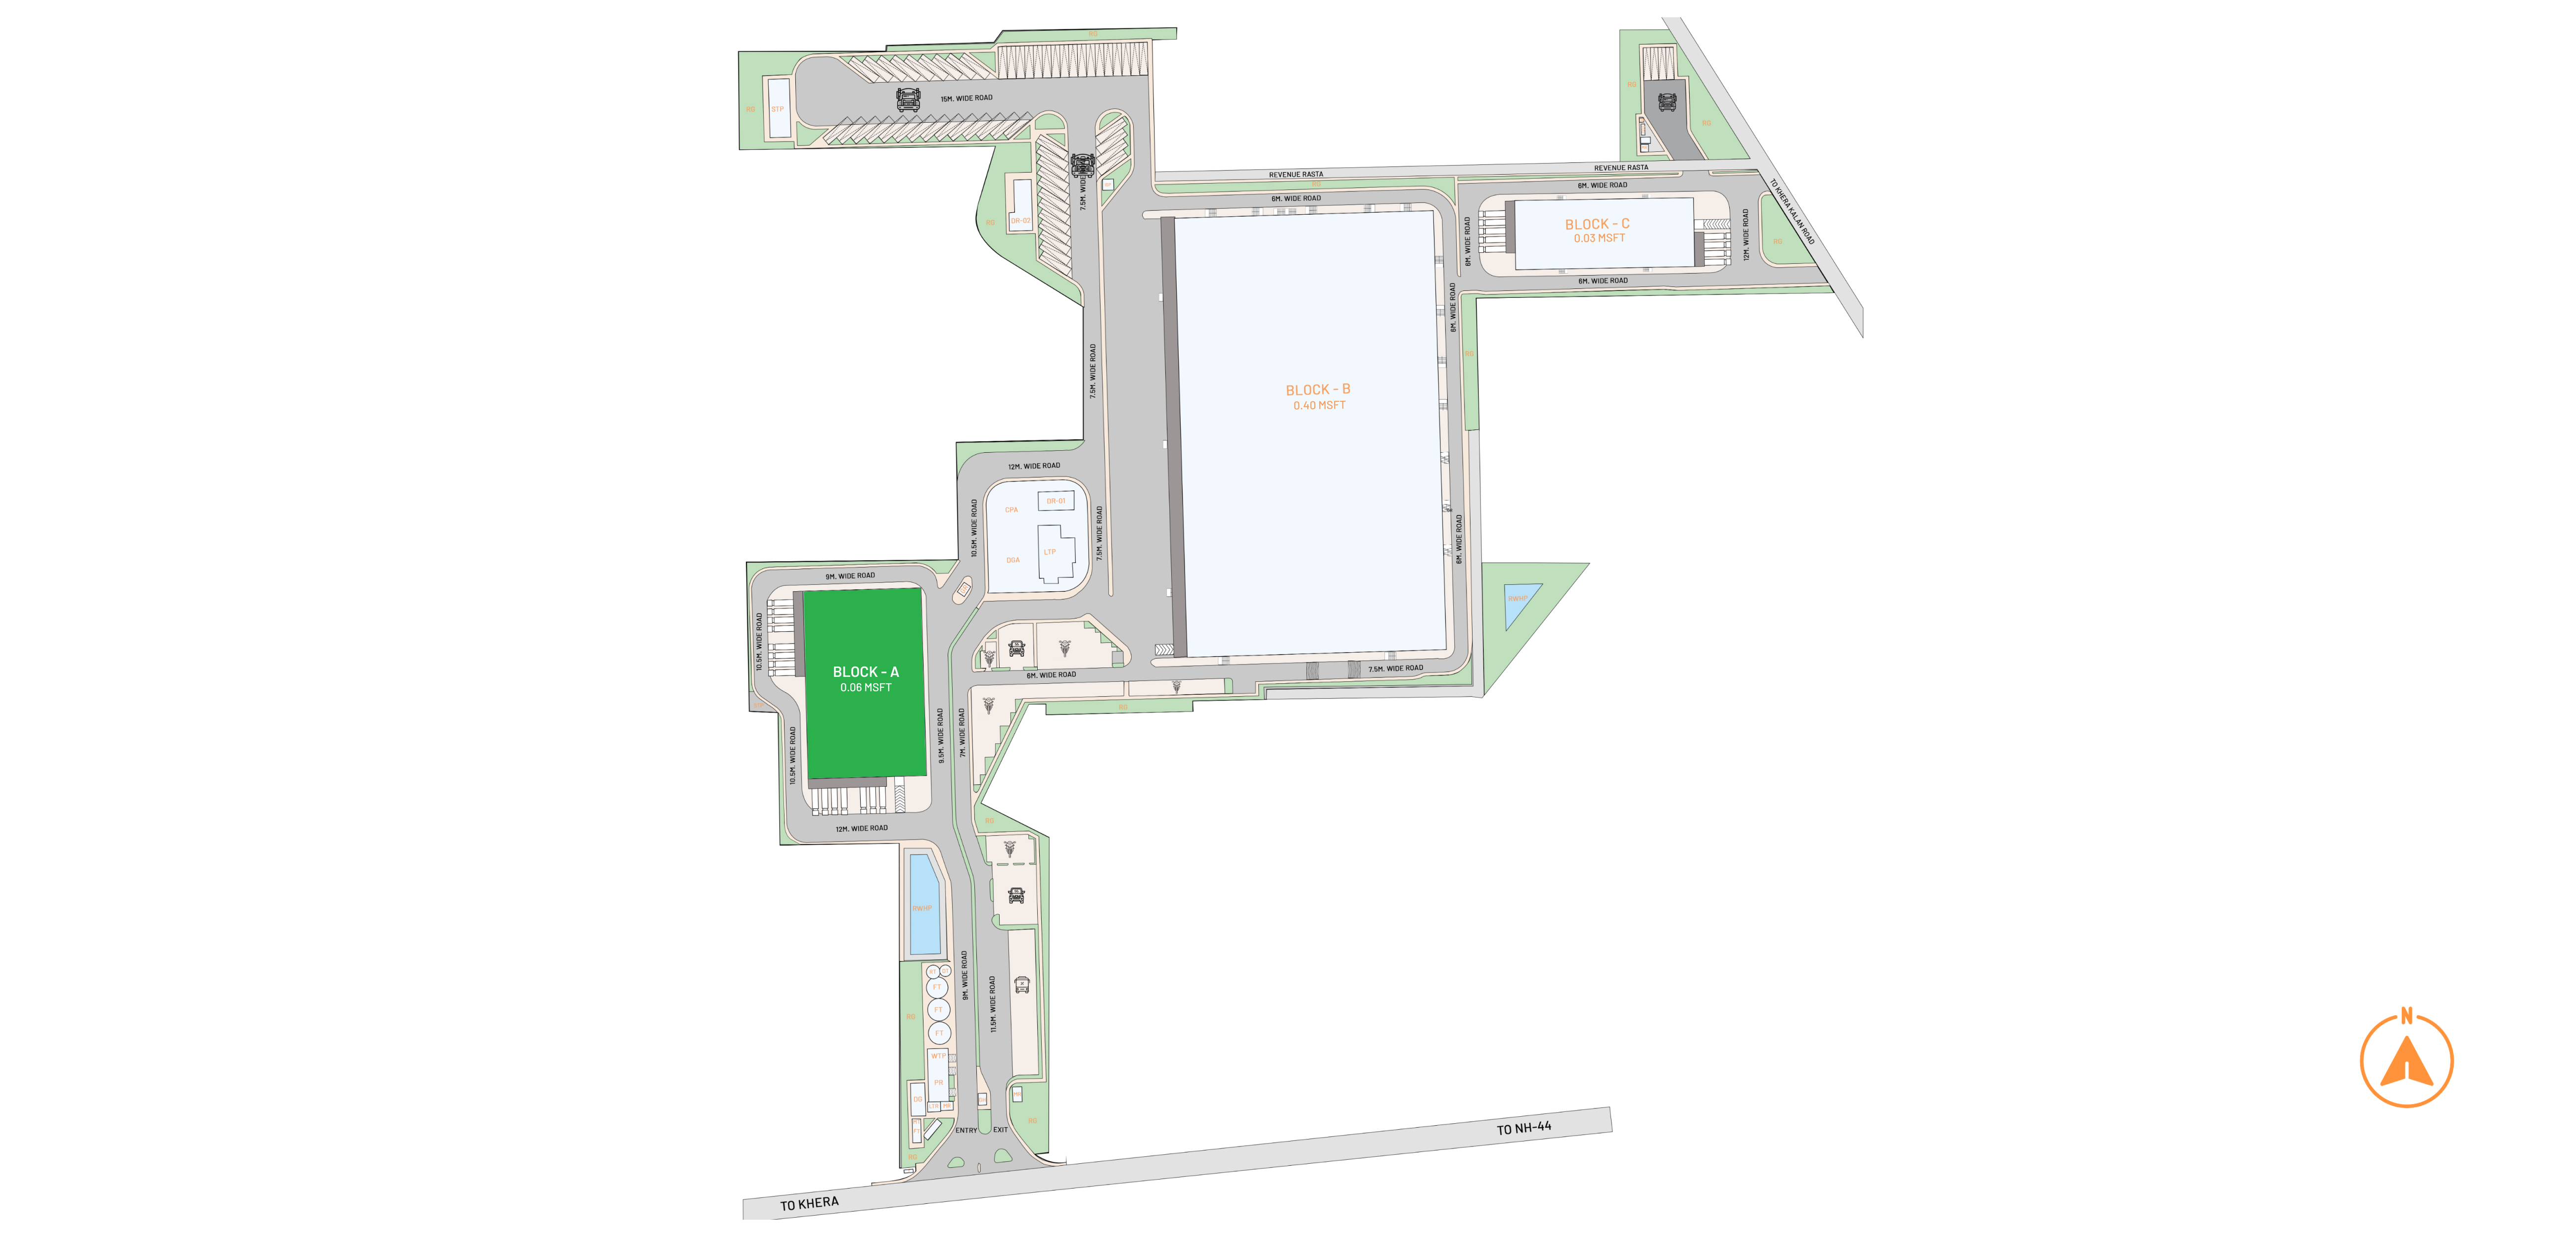 RG
RG
STP
15M. WIDE ROAD
RG
RG
7.5M. WIDE
REVENUE RASTA
REVENUE RASTA
RG
6M. WIDE ROAD
6M. WIDE ROAD
TO KHERA KALAN ROAD
DR-02
RG
6M. WIDE ROAD
BLOCK - C
0.03 MSFT
12M. WIDE ROAD
RG
6M. WIDE ROAD
6M. WIDE ROAD
7.5M. WIDE ROAD
RG
BLOCK - B
0.40 MSFT
12M. WIDE ROAD
10.5M. WIDE ROAD
CPA
DR-01
LTP
DGA
7.5M. WIDE ROAD
6M. WIDE ROAD
9M. WIDE ROAD
RWHP
10.5M. WIDE ROAD
BLOCK - A
0.06 MSFT
6M. WIDE ROAD
7.5M. WIDE ROAD
RG
9.5M. WIDE ROAD
7M. WIDE ROAD
10.5M. WIDE ROAD
12M. WIDE ROAD
RG
RWHP
9M. WIDE ROAD
11.5M. WIDE ROAD
FT
FT
FT
RG
WTP
PR
DG
RG
ENTRY
EXIT
RG
TO NH-44
TO KHERA
N